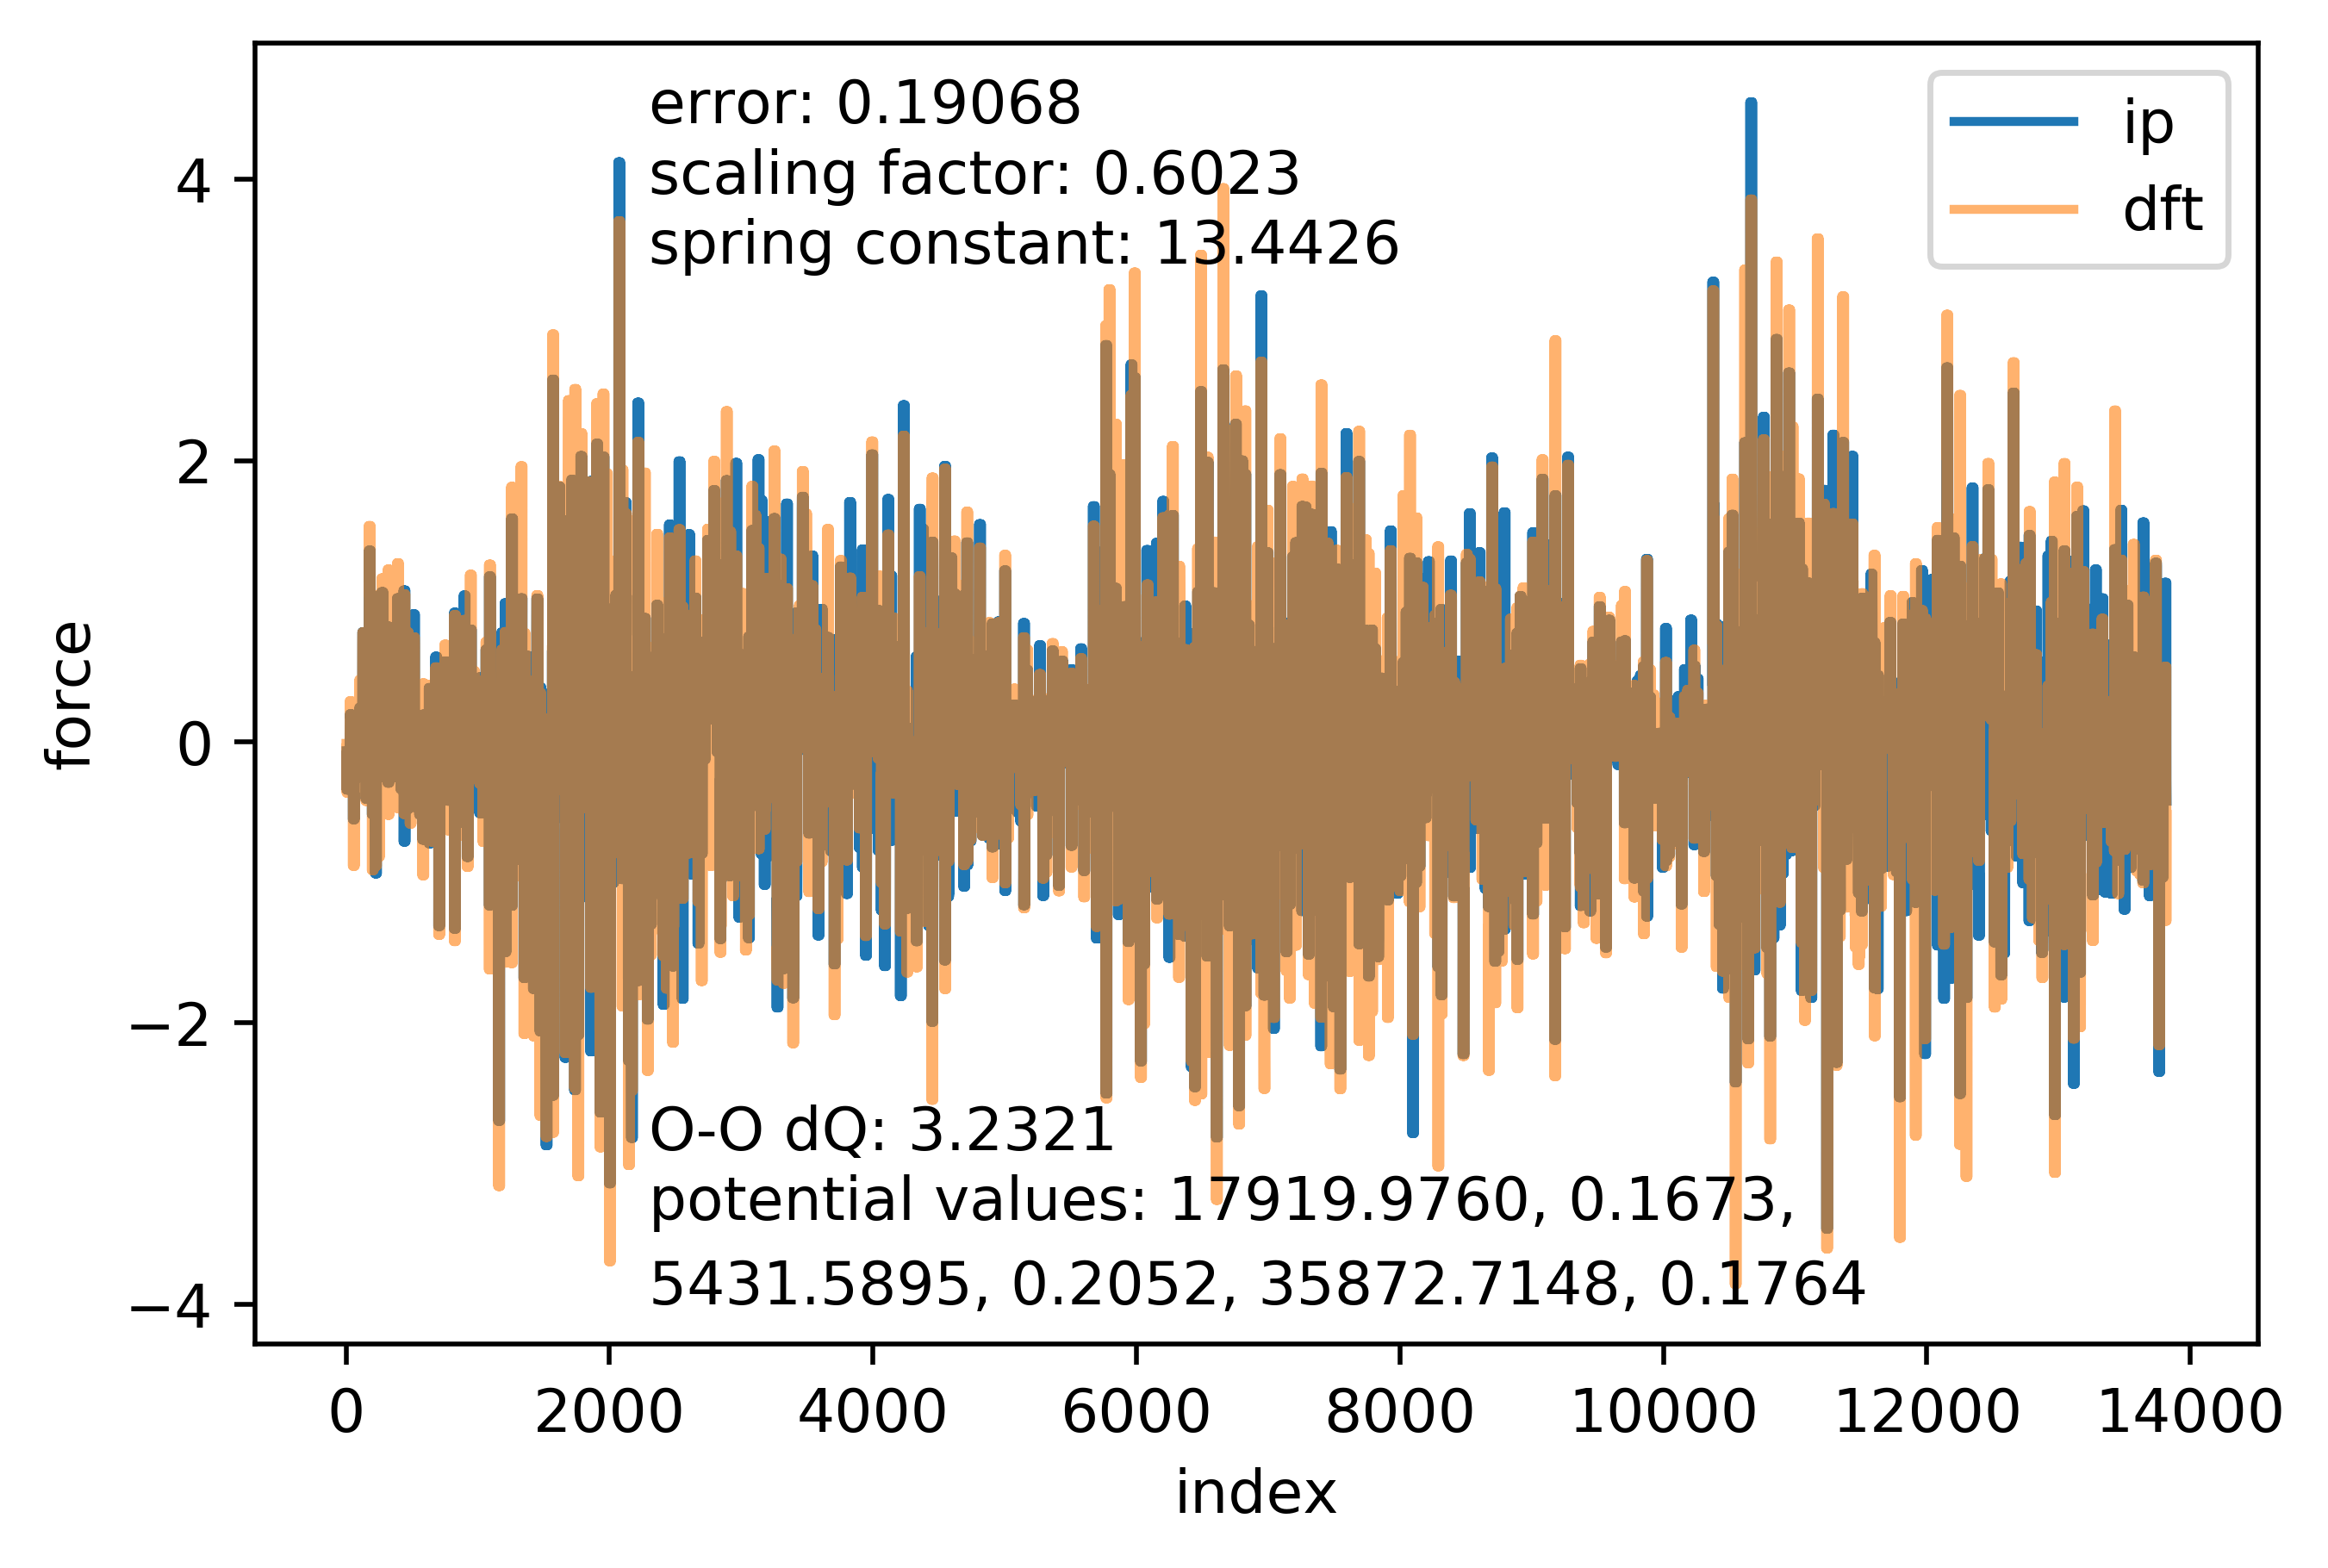 error: 0.19068
scaling factor: 0.6023
spring constant: 13.4426
ip
dft
4
2
0
−2
−4
force
O-O dQ: 3.2321
potential values: 17919.9760, 0.1673,
5431.5895, 0.2052, 35872.7148, 0.1764
0 2000 4000 6000 8000 10000 12000 14000
index